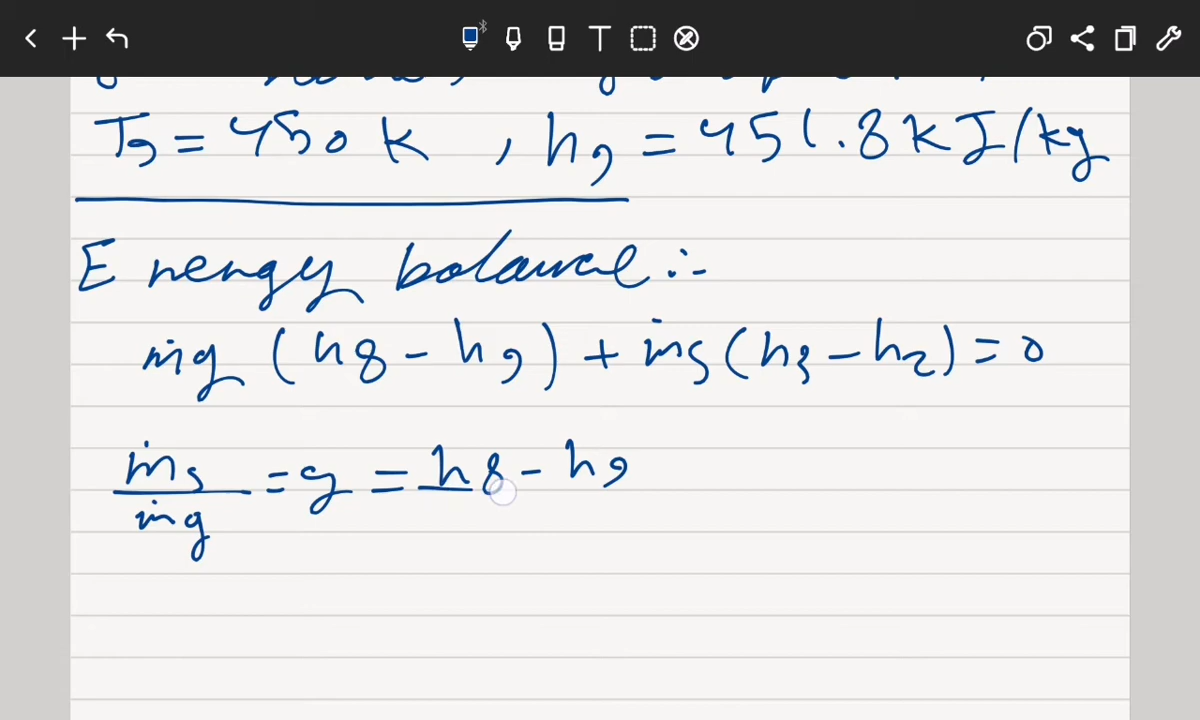 T9 = 450 K , h9 = 451.8 kJ/kg
Energy balance :-
ṁg (h8 - h9) + ṁs (h3 - h2) = 0
ṁs/ṁg = y = h8 - h9